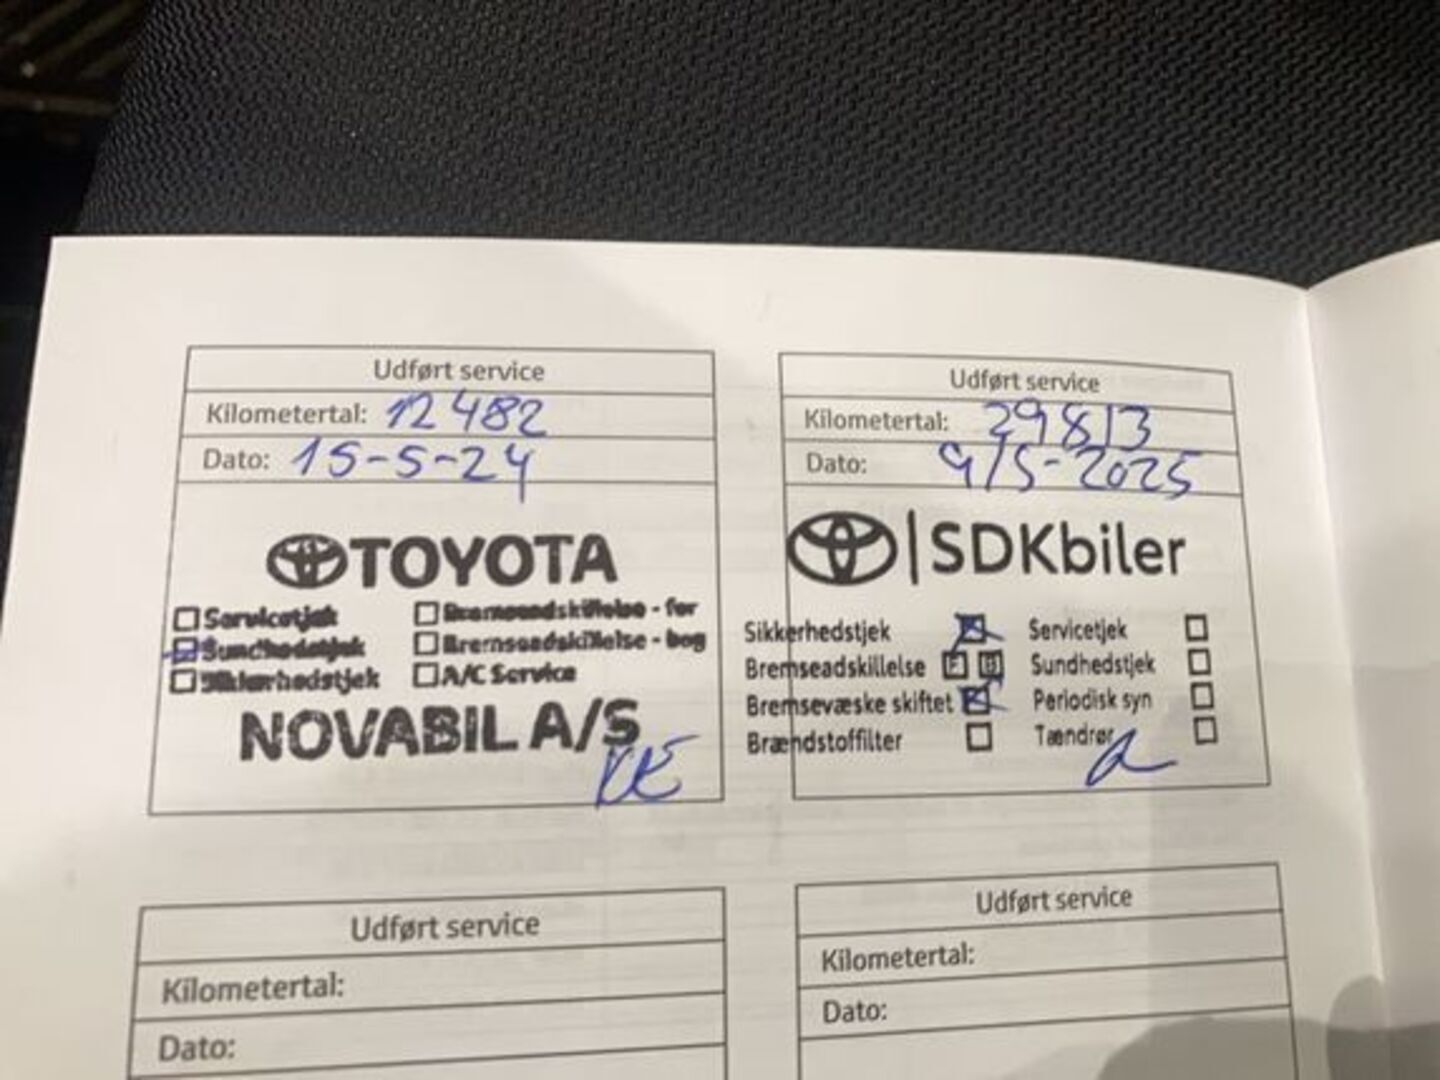 Udført service
Kilometertal: 12482
Dato: 15-5-24
TOYOTA
Servicetjek
Bremseadskillelse - for
Sundhedstjek
Bremseadskillelse - bag
Sikkerhedstjek
A/C Service
NOVABIL A/S
Udført service
Kilometertal: 29813
Dato: 9/5-2025
SDKbiler
Sikkerhedstjek
Servicetjek
Bremseadskillelse F B
Sundhedstjek
Bremsevæske skiftet
Periodisk syn
Brændstoffilter
Tændrør
Udført service
Kilometertal:
Dato:
Udført service
Kilometertal:
Dato: